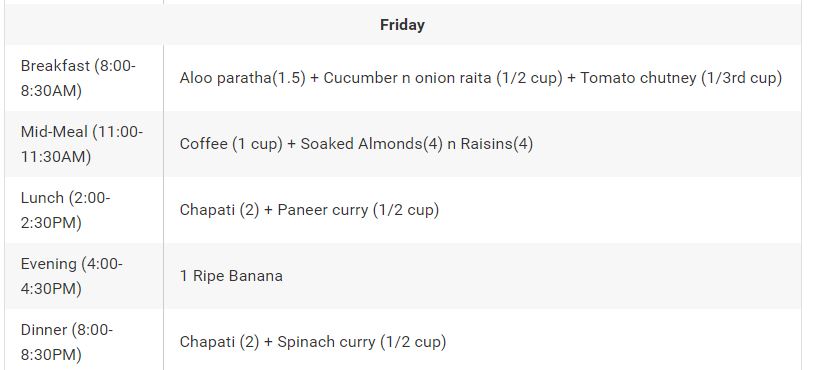 Friday
Breakfast (8:00-
8:30AM)
Aloo paratha(1.5) + Cucumber n onion raita (1/2 cup) + Tomato chutney (1/3rd cup)
Mid-Meal (11:00-
11:30AM)
Coffee (1 cup) + Soaked Almonds(4) n Raisins(4)
Lunch (2:00-
2:30PM)
Chapati (2) + Paneer curry (1/2 cup)
Evening (4:00-
4:30PM)
1 Ripe Banana
Dinner (8:00-
8:30PM)
Chapati (2) + Spinach curry (1/2 cup)